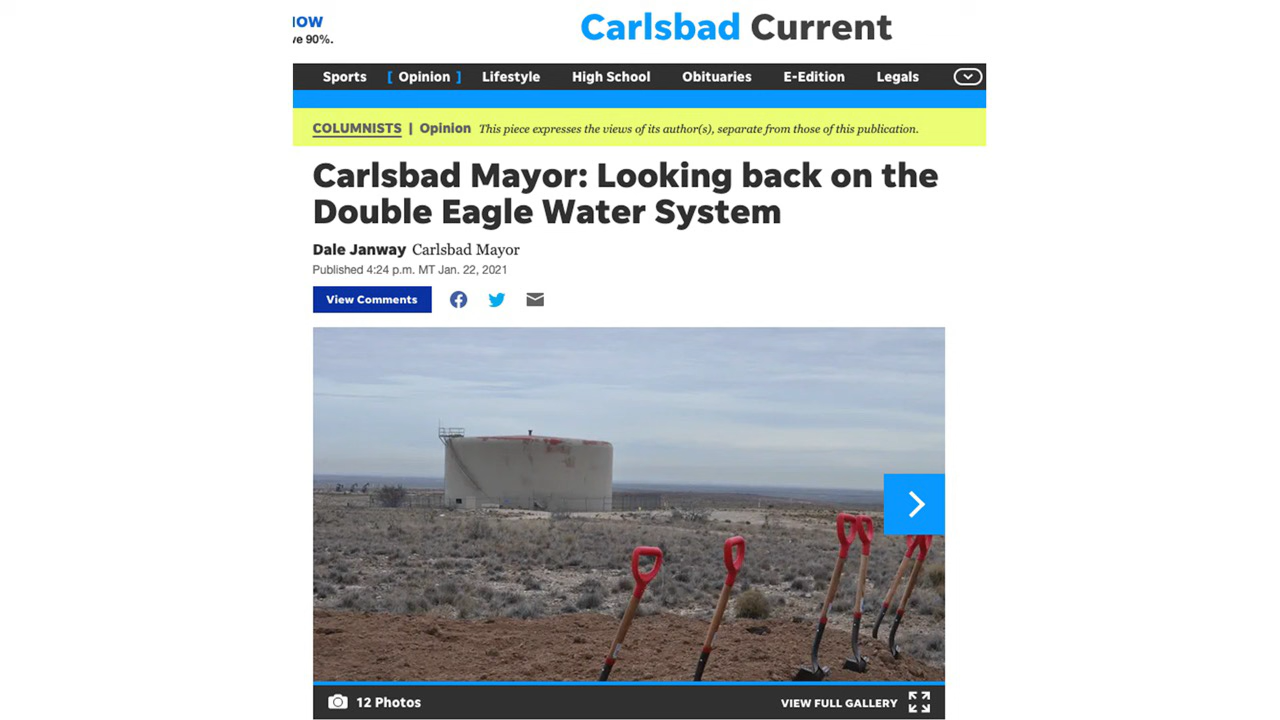 Carlsbad Current
90%.
Sports [ Opinion ] Lifestyle High School Obituaries E-Edition Legals
COLUMNISTS | Opinion This piece expresses the views of its author(s), separate from those of this publication.
Carlsbad Mayor: Looking back on the
Double Eagle Water System
Dale Janway Carlsbad Mayor
Published 4:24 p.m. MT Jan. 22, 2021
View Comments
12 Photos VIEW FULL GALLERY